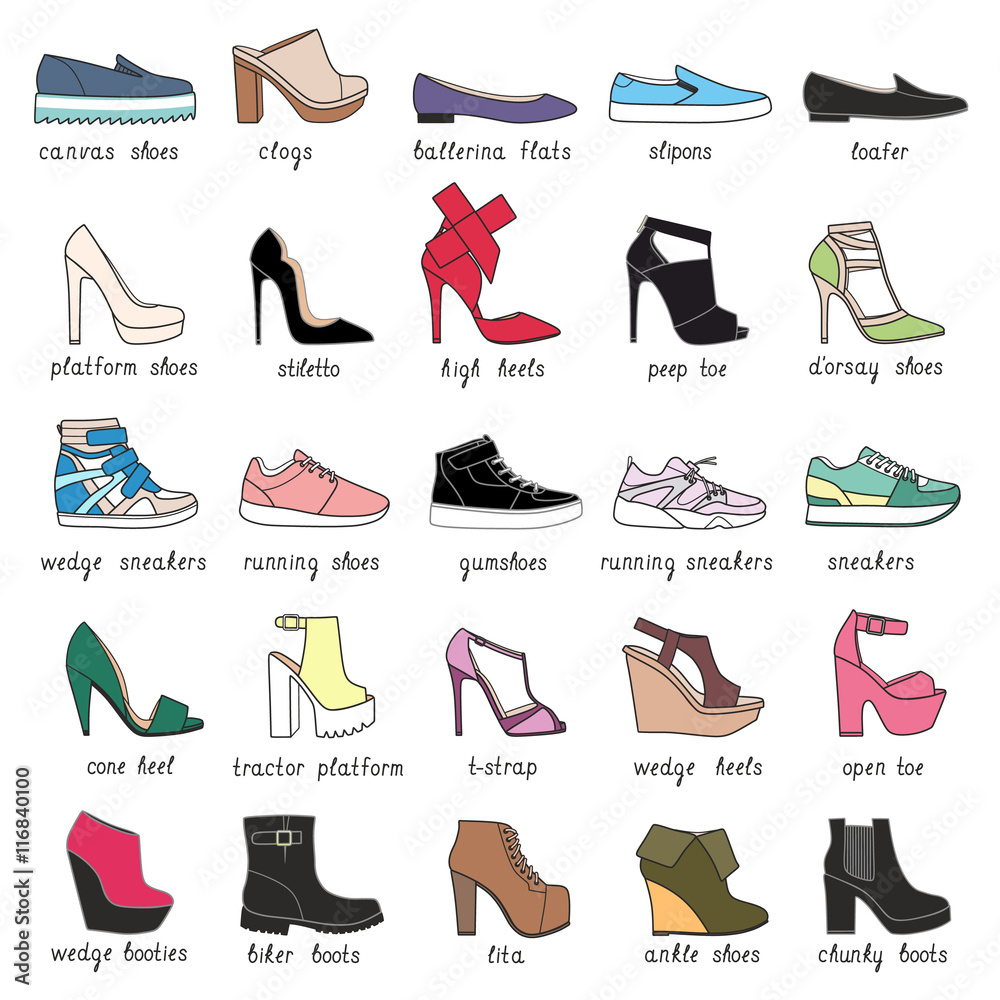 canvas shoes
clogs
ballerina flats
slipons
loafer
platform shoes
stiletto
high heels
peep toe
d'orsay shoes
wedge sneakers
running shoes
gumshoes
running sneakers
sneakers
cone heel
tractor platform
t-strap
wedge heels
open toe
wedge booties
biker boots
lita
ankle shoes
chunky boots
Adobe Stock | #116840100